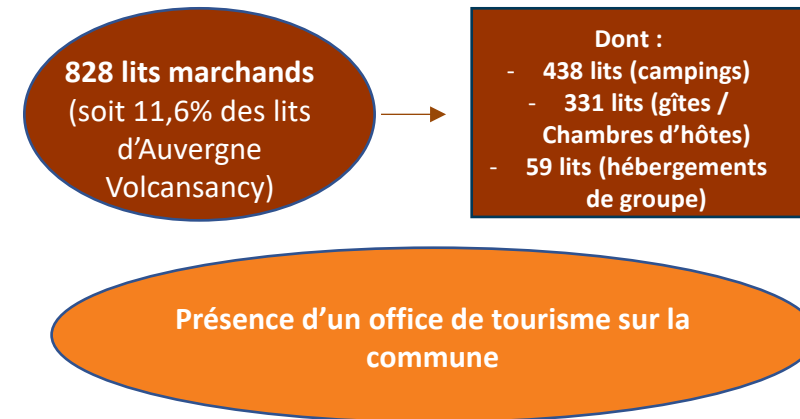 828 lits marchands
(soit 11,6% des lits
d’Auvergne
Volcansancy)
Dont :
- 438 lits (campings)
- 331 lits (gîtes /
Chambres d’hôtes)
- 59 lits (hébergements
de groupe)
Présence d’un office de tourisme sur la
commune